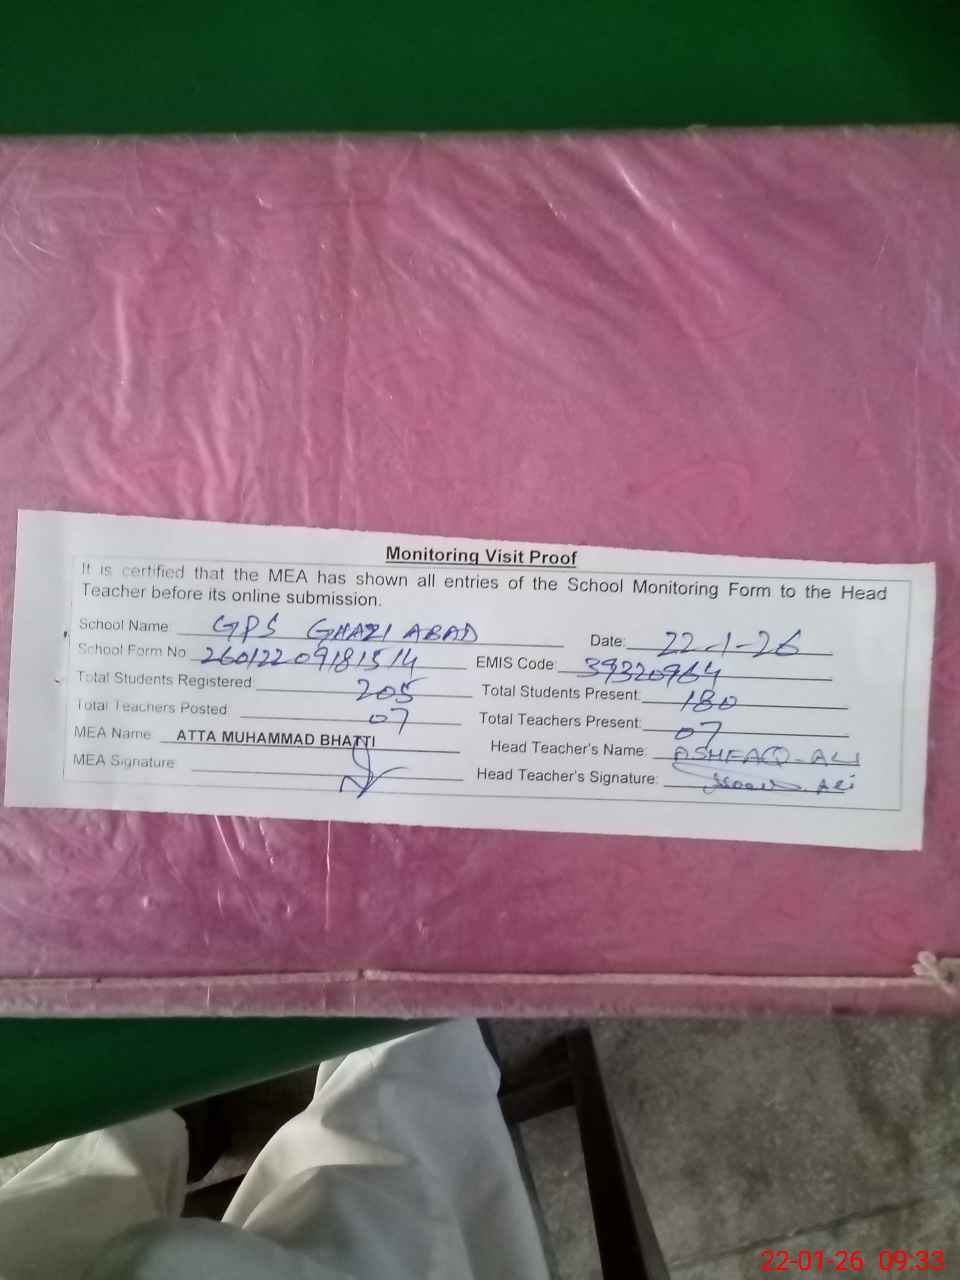 Monitoring Visit Proof
It is certified that the MEA has shown all entries of the School Monitoring Form to the Head
Teacher before its online submission.
School Name: GPS GHAZI ABAD Date: 22-1-26
School Form No 26012209181514 EMIS Code: 39320964
Total Students Registered: 205 Total Students Present: 180
Total Teachers Posted: 07 Total Teachers Present: 07
MEA Name: ATTA MUHAMMAD BHATTI Head Teacher's Name: ASHFAQ-ALI
MEA Signature: Head Teacher's Signature: Ali
22-01-26 09:33